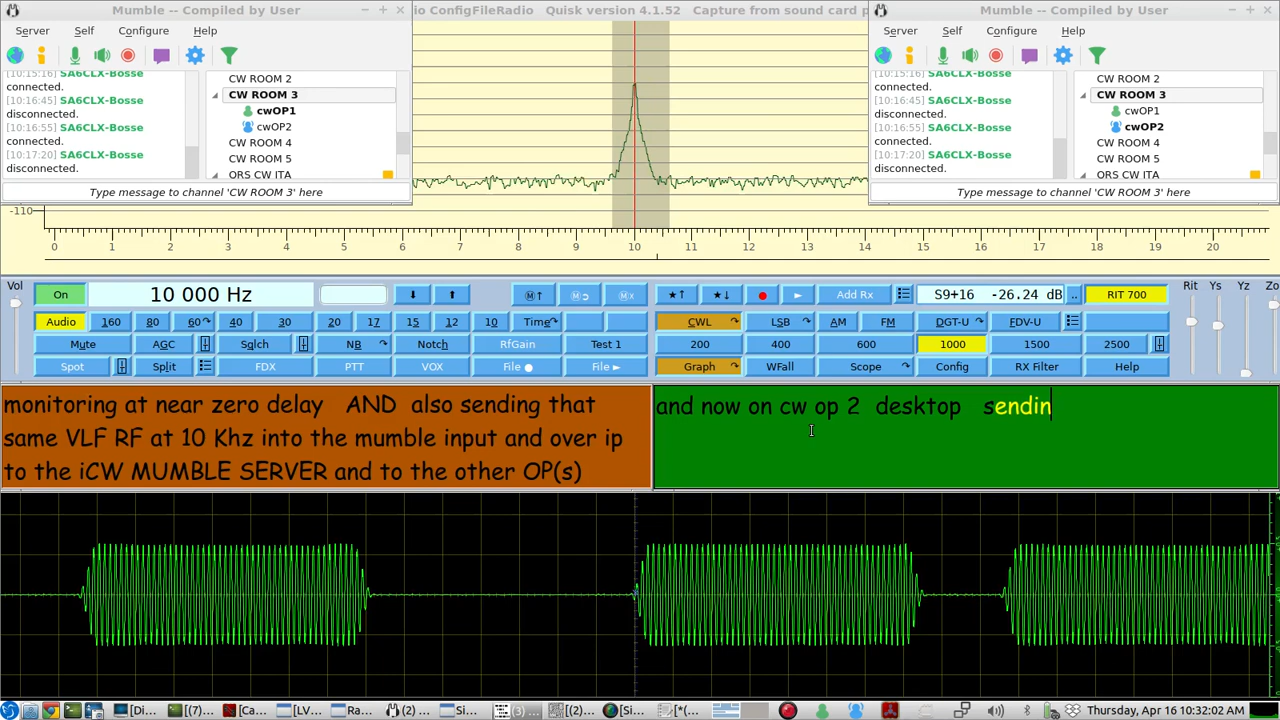 Mumble -- Compiled by User
io ConfigFileRadio Quisk version 4.1.52 Capture from sound card p
Mumble -- Compiled by User
Server Self Configure Help
Server Self Configure Help
[10:15:16] SA6CLX-Bosse
connected.
[10:16:45] SA6CLX-Bosse
disconnected.
[10:16:55] SA6CLX-Bosse
connected.
[10:17:20] SA6CLX-Bosse
disconnected.
CW ROOM 2
CW ROOM 3
cwOP1
cwOP2
CW ROOM 4
CW ROOM 5
ORS CW ITA
Type message to channel 'CW ROOM 3' here
[10:15:16] SA6CLX-Bosse
connected.
[10:16:45] SA6CLX-Bosse
disconnected.
[10:16:55] SA6CLX-Bosse
connected.
[10:17:20] SA6CLX-Bosse
disconnected.
CW ROOM 2
CW ROOM 3
cwOP1
cwOP2
CW ROOM 4
CW ROOM 5
ORS CW ITA
Type message to channel 'CW ROOM 3' here
-110
0 1 2 3 4 5 6 7 8 9 10 11 12 13 14 15 16 17 18 19 20
Vol On 10 000 Hz M↑ M M× ★↑ ★↓ Add Rx S9+16 -26.24 dB .. RIT 700 Rit Ys Yz Zo
Audio 160 80 60 40 30 20 17 15 12 10 Time CWL LSB AM FM DGT-U FDV-U
Mute AGC Sqlch NB Notch RfGain Test 1 200 400 600 1000 1500 2500
Spot Split FDX PTT VOX File File Graph WFall Scope Config RX Filter Help
monitoring at near zero delay AND also sending that
same VLF RF at 10 Khz into the mumble input and over ip
to the iCW MUMBLE SERVER and to the other OP(s)
and now on cw op 2 desktop sendin
[Di... [(7)... [Ca... [LV... Ra... (2) ... Si... (3) ... [(2)... [Si... [*(... Thursday, Apr 16, 10:32:02 AM